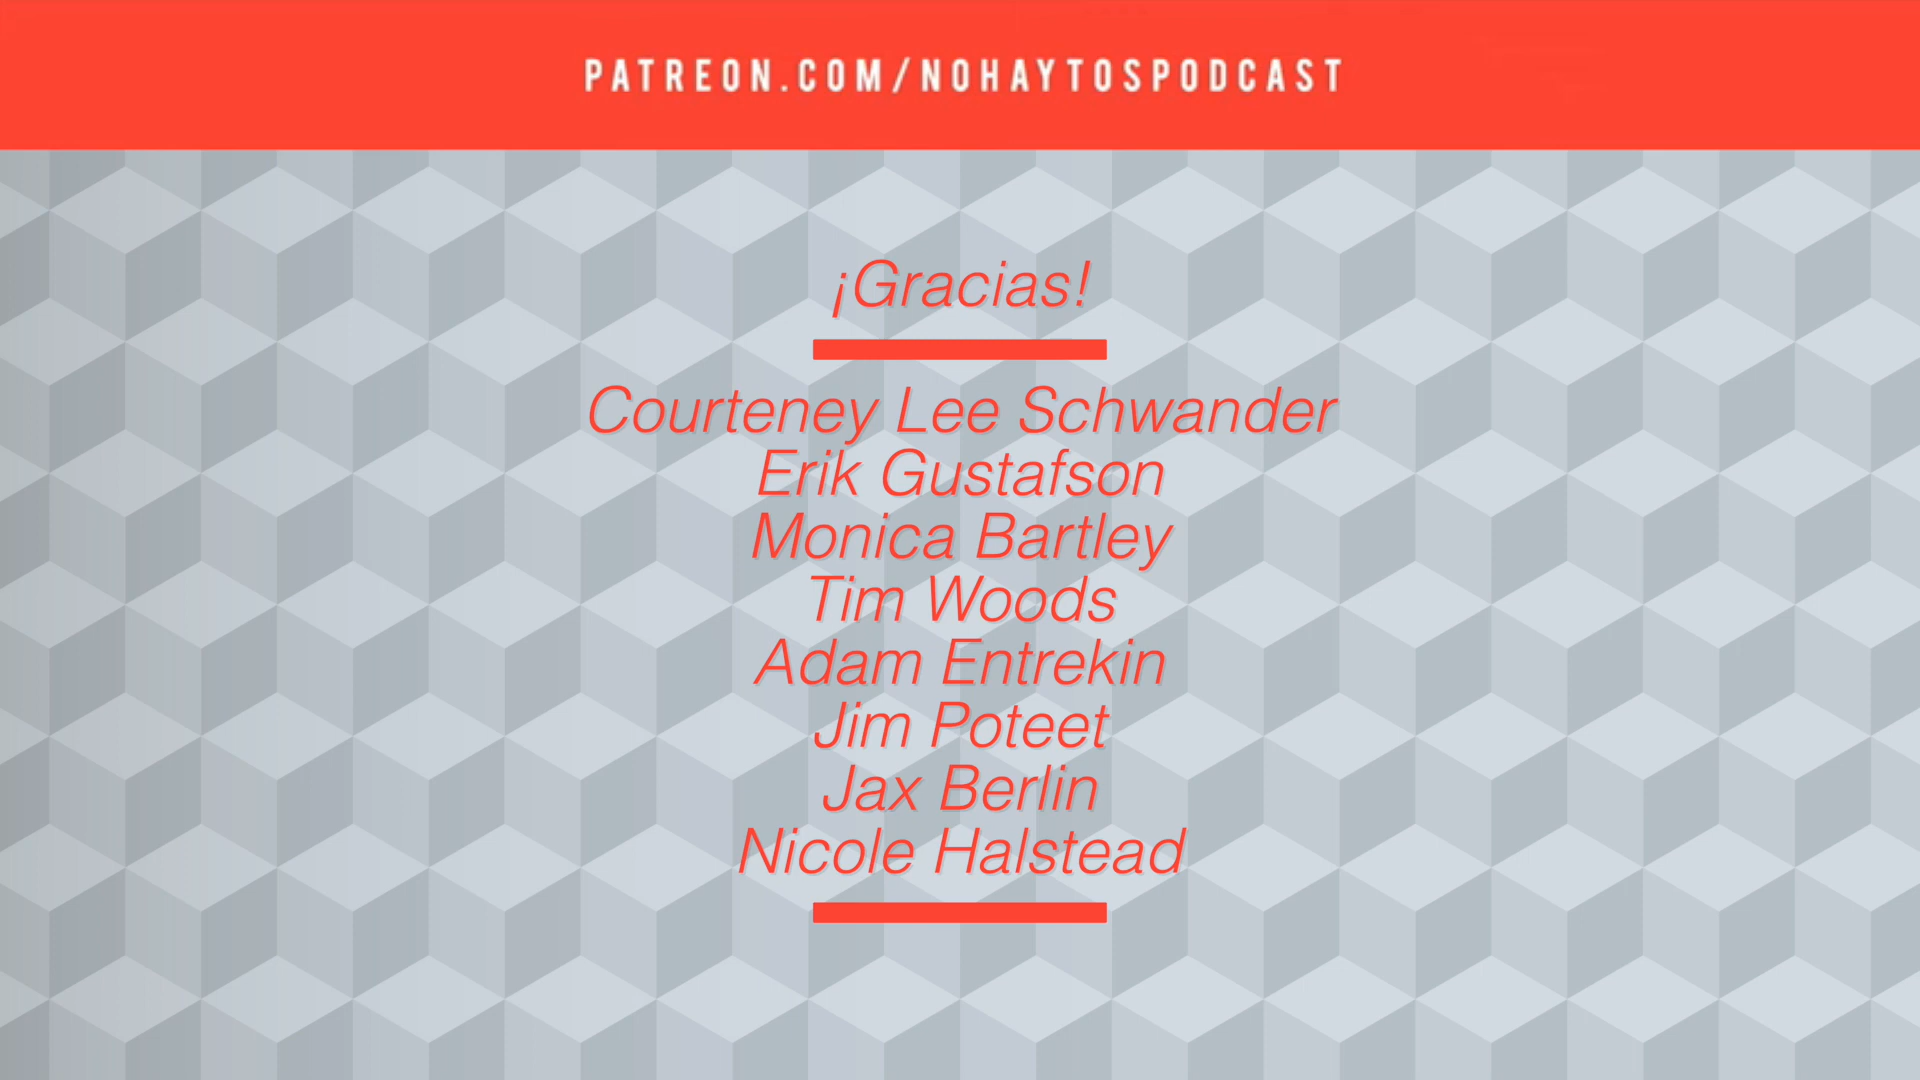 PATREON.COM/NOHAYTOSPODCAST
¡Gracias!
Courteney Lee Schwander
Erik Gustafson
Monica Bartley
Tim Woods
Adam Entrekin
Jim Poteet
Jax Berlin
Nicole Halstead